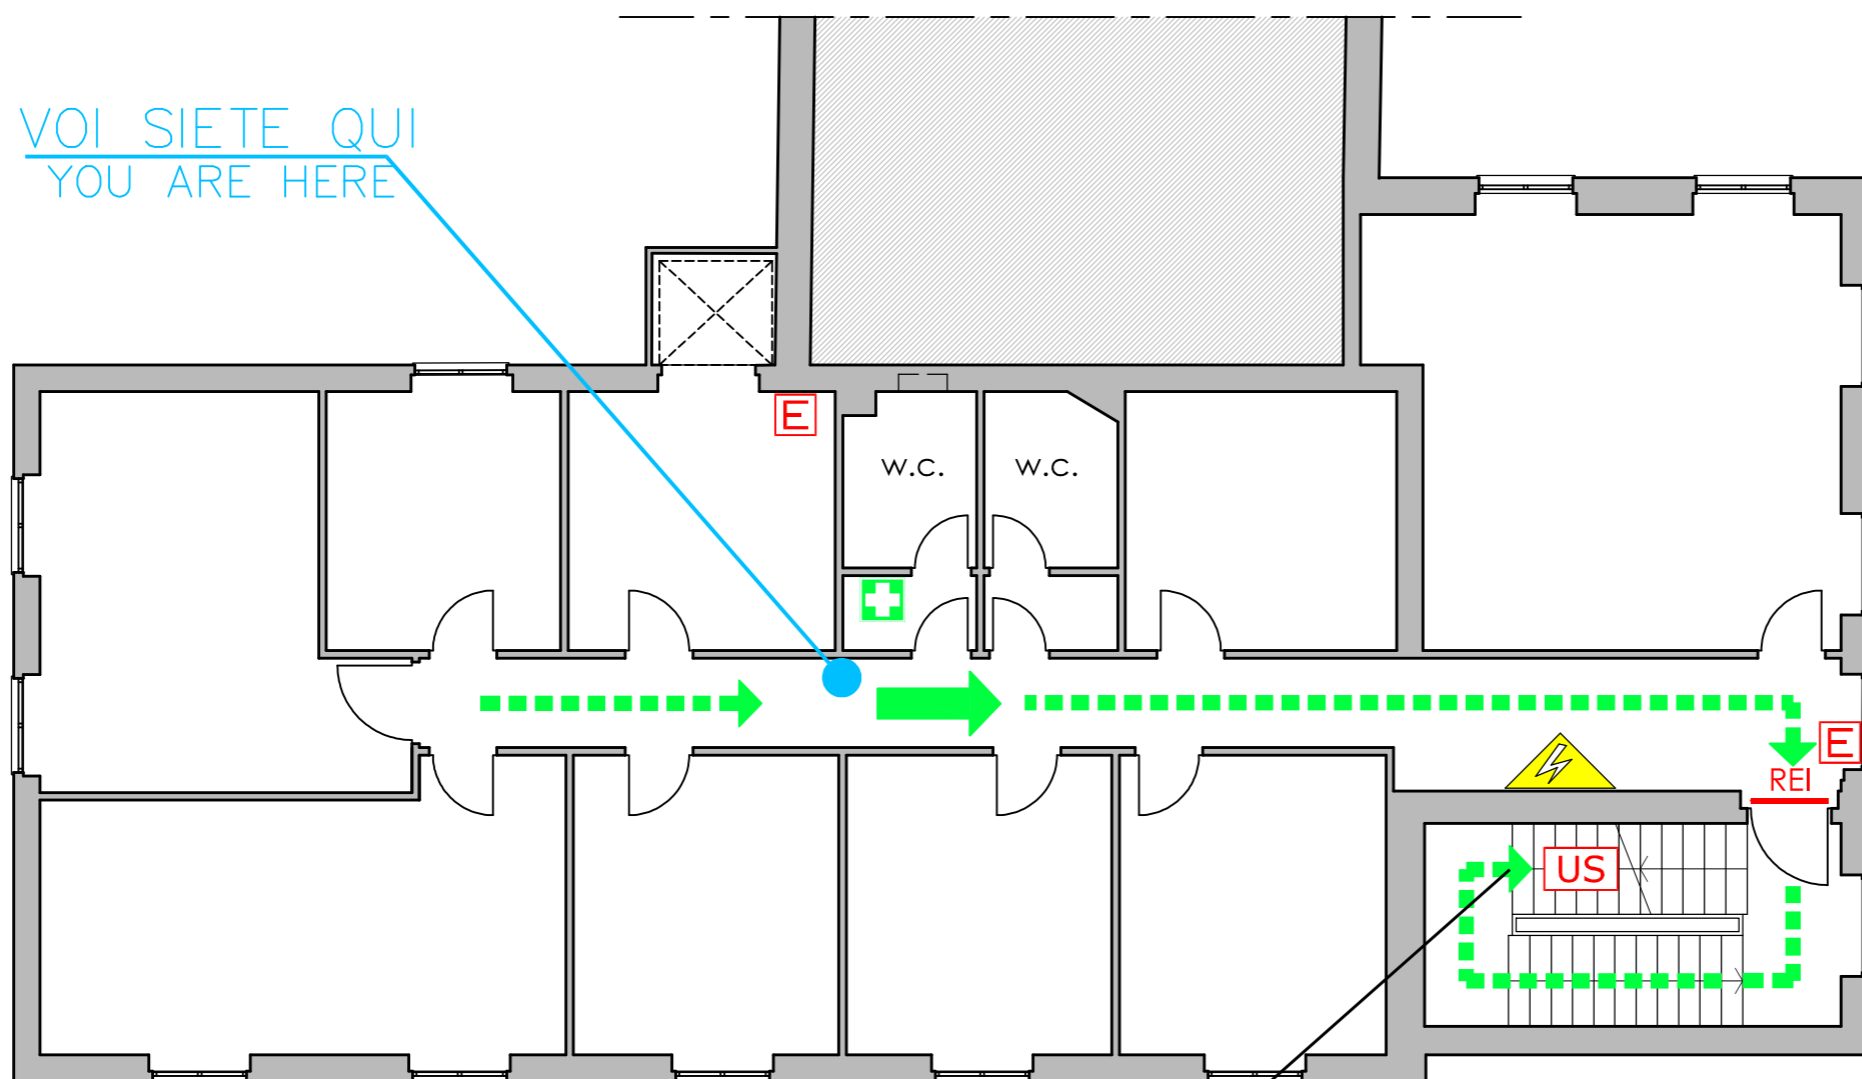 VOI SIETE QUI
YOU ARE HERE
E
W.C.
W.C.
E
REI
US